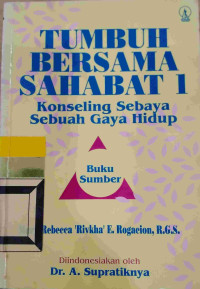 TUMBUH
BERSAMA
SAHABAT 1
Konseling Sebaya
Sebuah Gaya Hidup
Buku
Sumber
Rebecca 'Rivkha' E. Rogacion, R.G.S.
Diindonesiakan oleh
Dr. A. Supratiknya